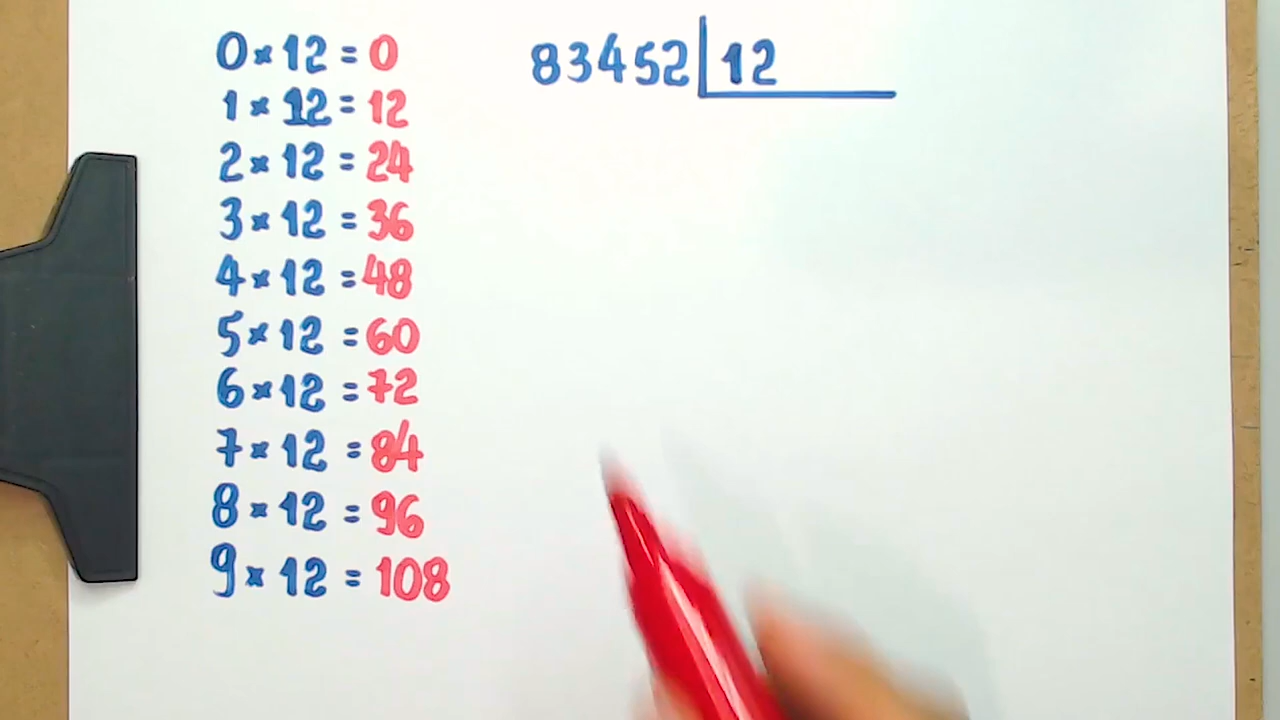 0 × 12 = 0
1 × 12 = 12
2 × 12 = 24
3 × 12 = 36
4 × 12 = 48
5 × 12 = 60
6 × 12 = 72
7 × 12 = 84
8 × 12 = 96
9 × 12 = 108
83452 | 12